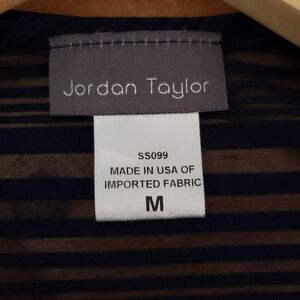 Jordan Taylor
SS099
MADE IN USA OF
IMPORTED FABRIC
M